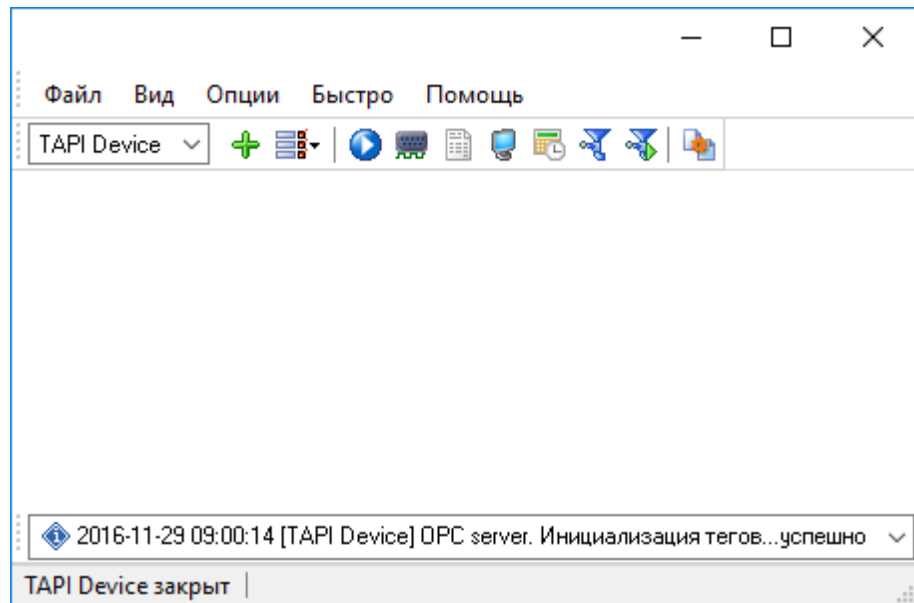 Файл Вид Опции Быстро Помощь
TAPI Device
2016-11-29 09:00:14 [TAPI Device] OPC server. Инициализация тегов...успешно
TAPI Device закрыт